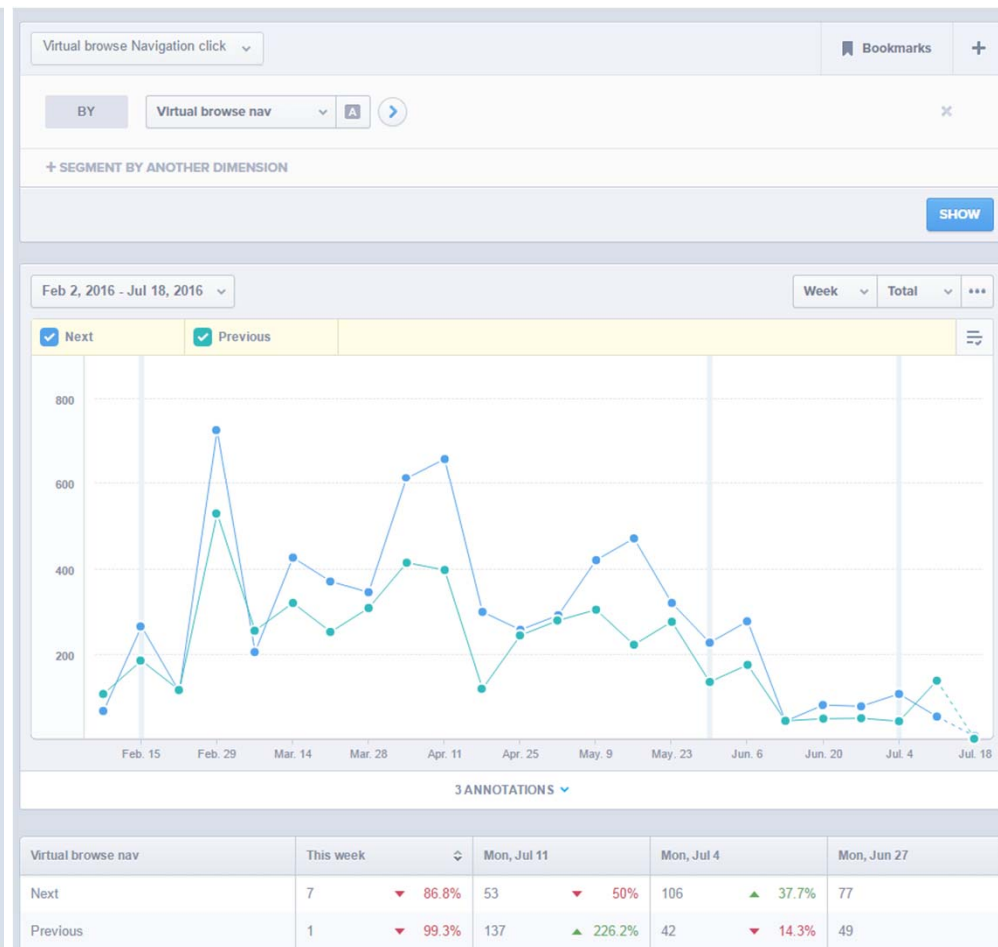 Virtual browse Navigation click
Bookmarks +
BY Virtual browse nav A
+ SEGMENT BY ANOTHER DIMENSION
SHOW
Feb 2, 2016 - Jul 18, 2016 Week Total •••
Next Previous
800
600
400
200
Feb. 15 Feb. 29 Mar. 14 Mar. 28 Apr. 11 Apr. 25 May. 9 May. 23 Jun. 6 Jun. 20 Jul. 4 Jul. 18
3 ANNOTATIONS
Virtual browse nav This week Mon, Jul 11 Mon, Jul 4 Mon, Jun 27
Next 7 ▼ 86.8% 53 ▼ 50% 106 ▲ 37.7% 77
Previous 1 ▼ 99.3% 137 ▲ 226.2% 42 ▼ 14.3% 49